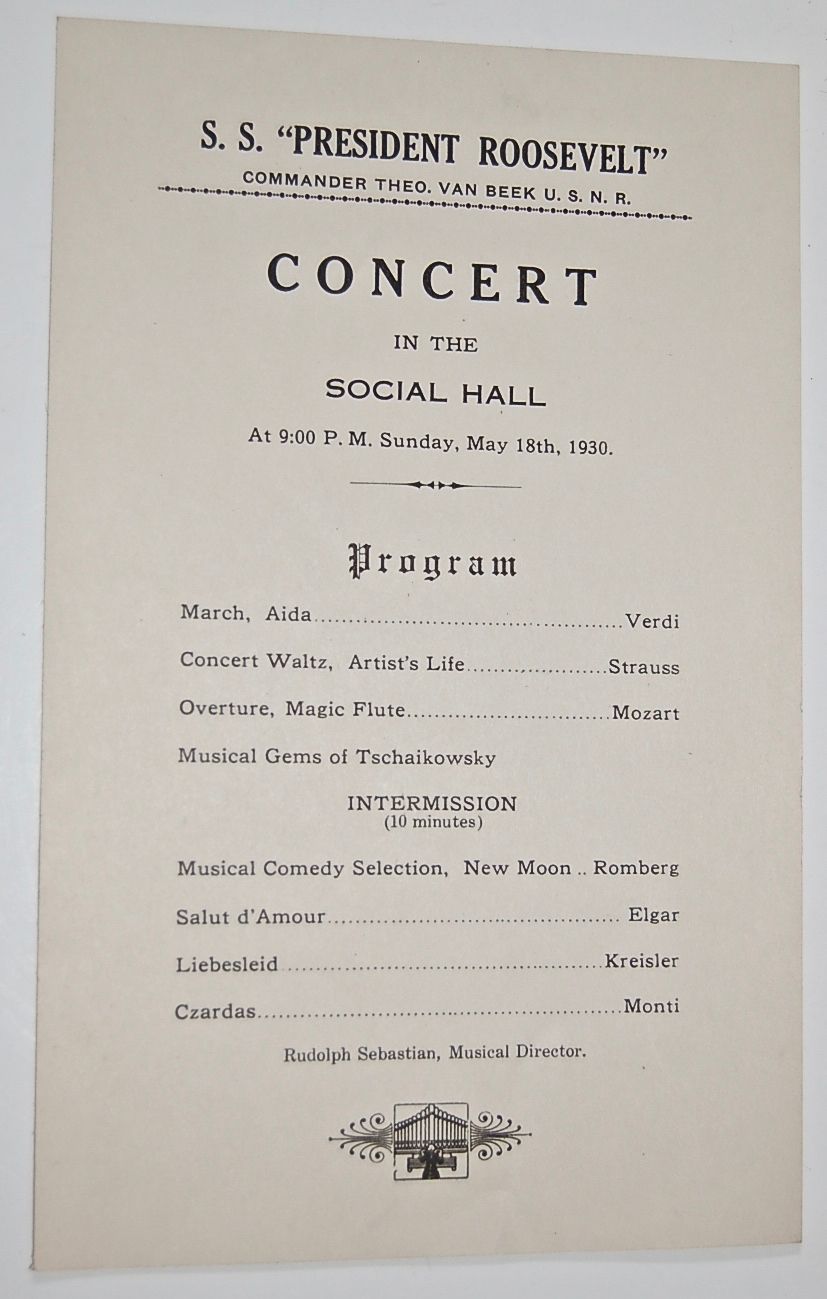 S. S. “PRESIDENT ROOSEVELT”
COMMANDER THEO. VAN BEEK U. S. N. R.
CONCERT
IN THE
SOCIAL HALL
At 9:00 P. M. Sunday, May 18th, 1930.
Program
March, Aida..........................................Verdi
Concert Waltz, Artist's Life....................Strauss
Overture, Magic Flute.............................Mozart
Musical Gems of Tschaikowsky
INTERMISSION
(10 minutes)
Musical Comedy Selection, New Moon .. Romberg
Salut d'Amour.......................................... Elgar
Liebesleid .............................................Kreisler
Czardas....................................................Monti
Rudolph Sebastian, Musical Director.